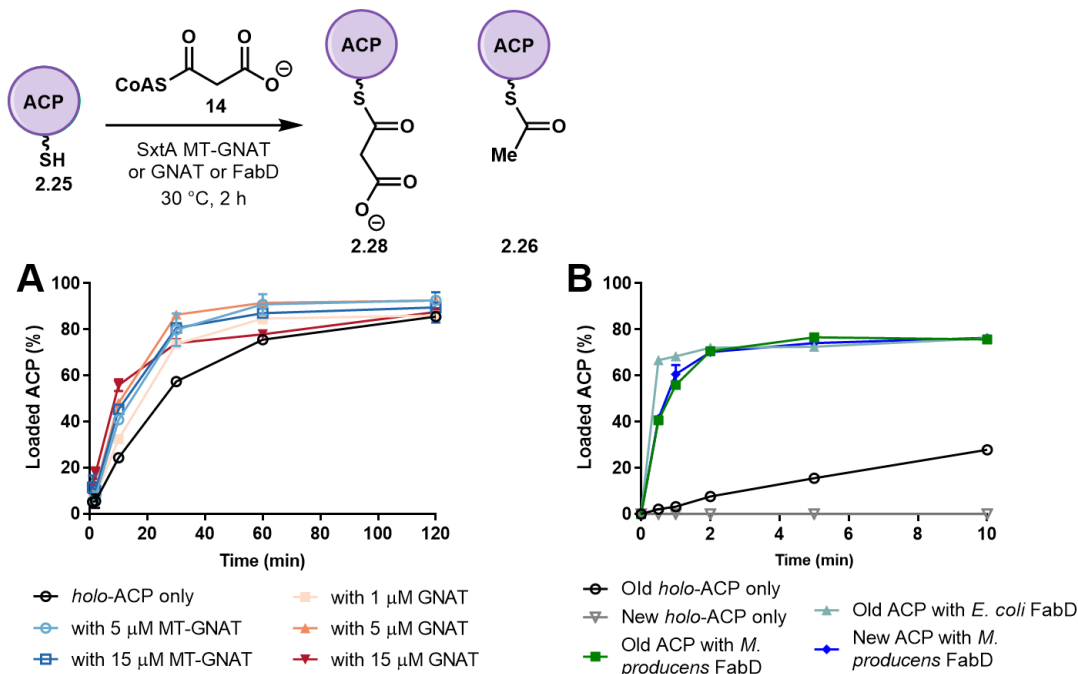 ACP
SH
2.25
O
O
CoAS
O
⊖
14
SxtA MT-GNAT
or GNAT or FabD
30 °C, 2 h
ACP
S
O
O
O
⊖
2.28
ACP
S
O
Me
2.26
A
Loaded ACP (%)
100
80
60
40
20
0
0
20
40
60
80
100
120
Time (min)
holo-ACP only
with 5 μM MT-GNAT
with 15 μM MT-GNAT
with 1 μM GNAT
with 5 μM GNAT
with 15 μM GNAT
B
Loaded ACP (%)
100
80
60
40
20
0
0
2
4
6
8
10
Time (min)
Old holo-ACP only
New holo-ACP only
Old ACP with M.
producens FabD
Old ACP with E. coli FabD
New ACP with M.
producens FabD